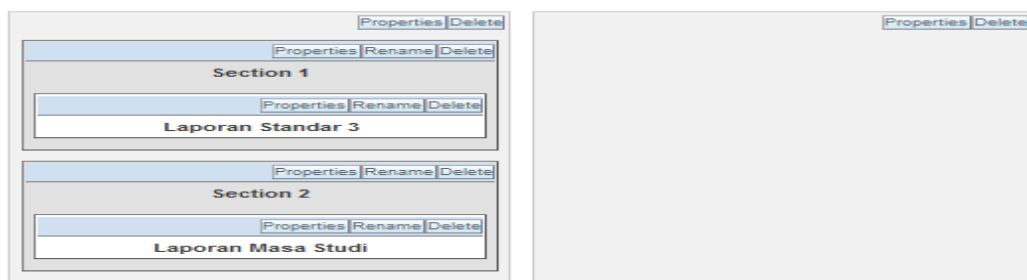 Properties Delete
Properties Rename Delete
Section 1
Properties Rename Delete
Laporan Standar 3
Properties Rename Delete
Section 2
Properties Rename Delete
Laporan Masa Studi
Properties Delete